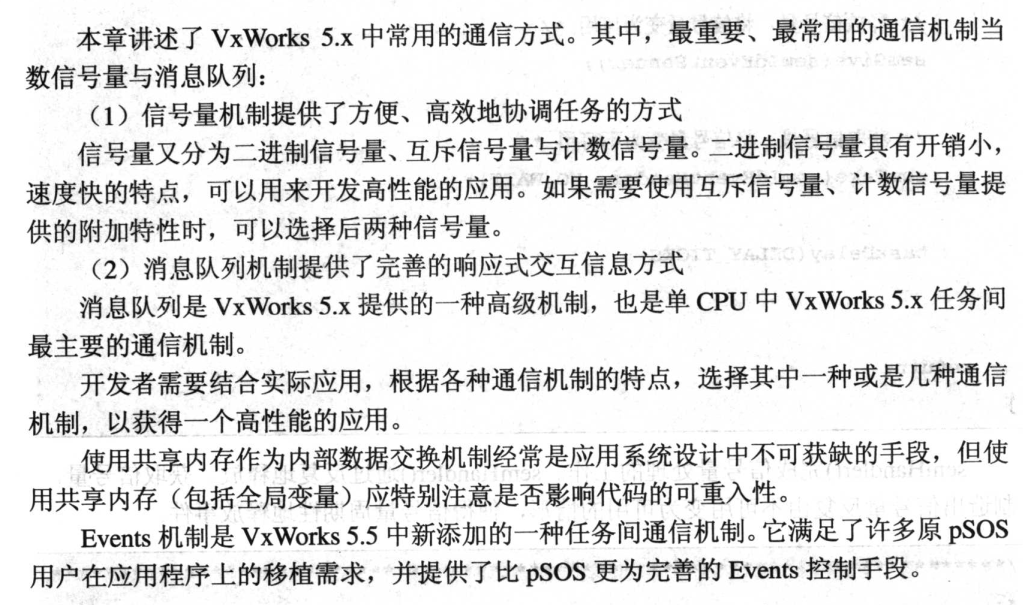 本章讲述了 VxWorks 5.x 中常用的通信方式。其中，最重要、最常用的通信机制当
数信号量与消息队列：
（1）信号量机制提供了方便、高效地协调任务的方式
信号量又分为二进制信号量、互斥信号量与计数信号量。二进制信号量具有开销小，
速度快的特点，可以用来开发高性能的应用。如果需要使用互斥信号量、计数信号量提
供的附加特性时，可以选择后两种信号量。
（2）消息队列机制提供了完善的响应式交互信息方式
消息队列是 VxWorks 5.x 提供的一种高级机制，也是单 CPU 中 VxWorks 5.x 任务间
最主要的通信机制。
开发者需要结合实际应用，根据各种通信机制的特点，选择其中一种或是几种通信
机制，以获得一个高性能的应用。
使用共享内存作为内部数据交换机制经常是应用系统设计中不可获缺的手段，但使
用共享内存（包括全局变量）应特别注意是否影响代码的可重入性。
Events 机制是 VxWorks 5.5 中新添加的一种任务间通信机制。它满足了许多原 pSOS
用户在应用程序上的移植需求，并提供了比 pSOS 更为完善的 Events 控制手段。